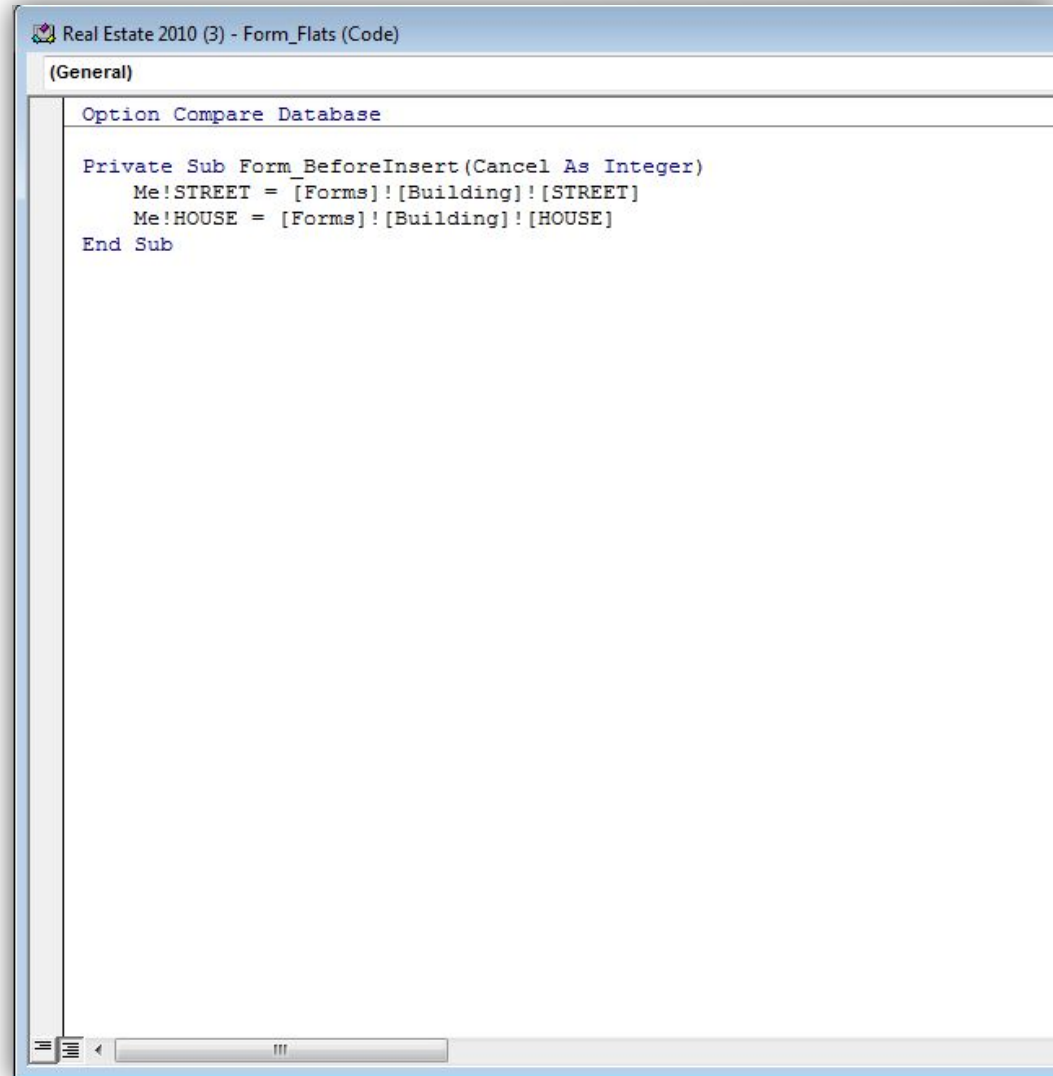 Real Estate 2010 (3) - Form_Flats (Code)
(General)
Option Compare Database
Private Sub Form_BeforeInsert(Cancel As Integer)
Me!STREET = [Forms]![Building]![STREET]
Me!HOUSE = [Forms]![Building]![HOUSE]
End Sub